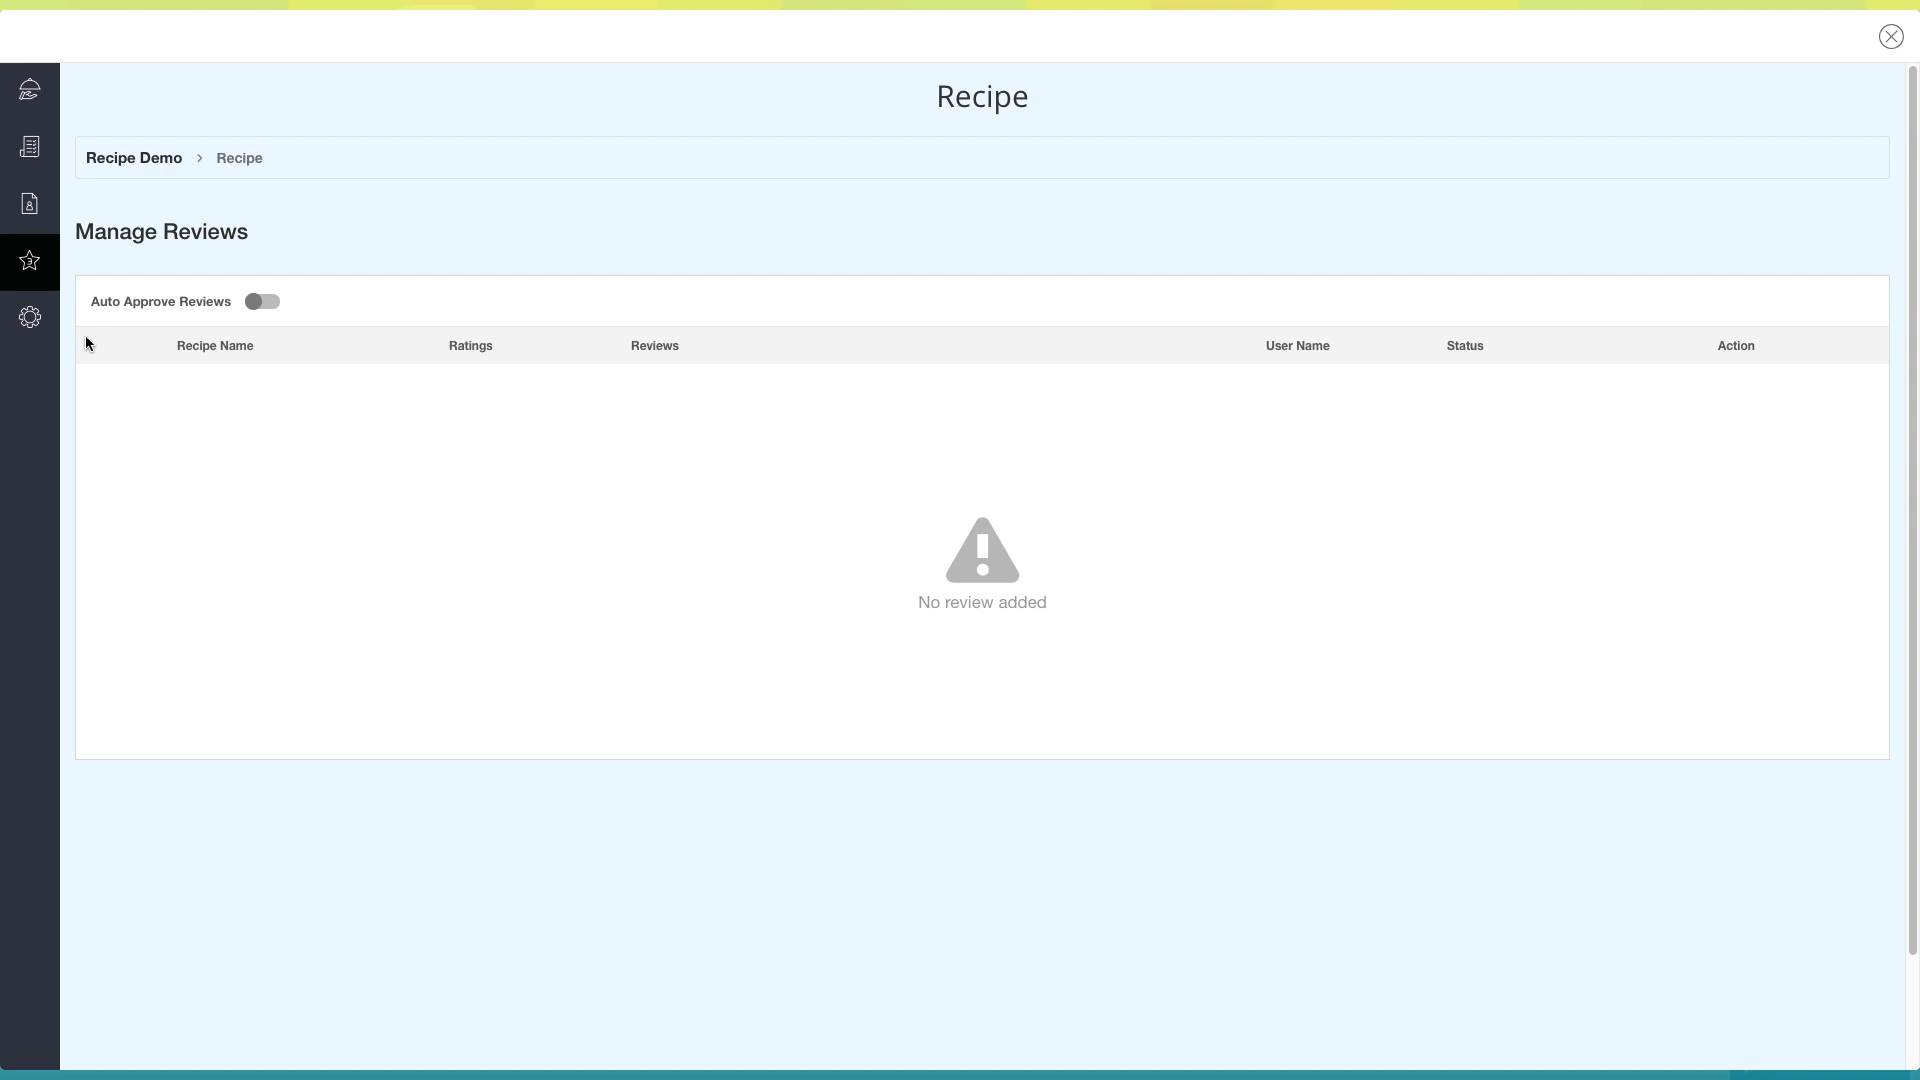 Recipe
Recipe Demo > Recipe
Manage Reviews
Auto Approve Reviews
Recipe Name Ratings Reviews User Name Status Action
No review added